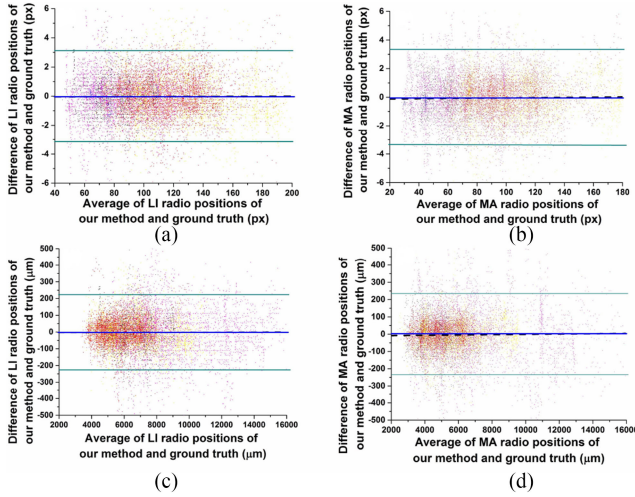 Difference of LI radio positions of
our method and ground truth (px)
6
4
2
0
-2
-4
-6
40 60 80 100 120 140 160 180 200
Average of LI radio positions of
our method and ground truth (px)
(a)
Difference of MA radio positions of
our method and ground truth (px)
6
4
2
0
-2
-4
-6
20 40 60 80 100 120 140 160 180
Average of MA radio positions of
our method and ground truth (px)
(b)
Difference of LI radio positions of
our method and ground truth (μm)
500
400
300
200
100
0
-100
-200
-300
-400
-500
2000 4000 6000 8000 10000 12000 14000 16000
Average of LI radio positions of
our method and ground truth (μm)
(c)
Difference of MA radio positions of
our method and ground truth (μm)
500
400
300
200
100
0
-100
-200
-300
-400
-500
2000 4000 6000 8000 10000 12000 14000 16000
Average of MA radio positions of
our method and ground truth (μm)
(d)